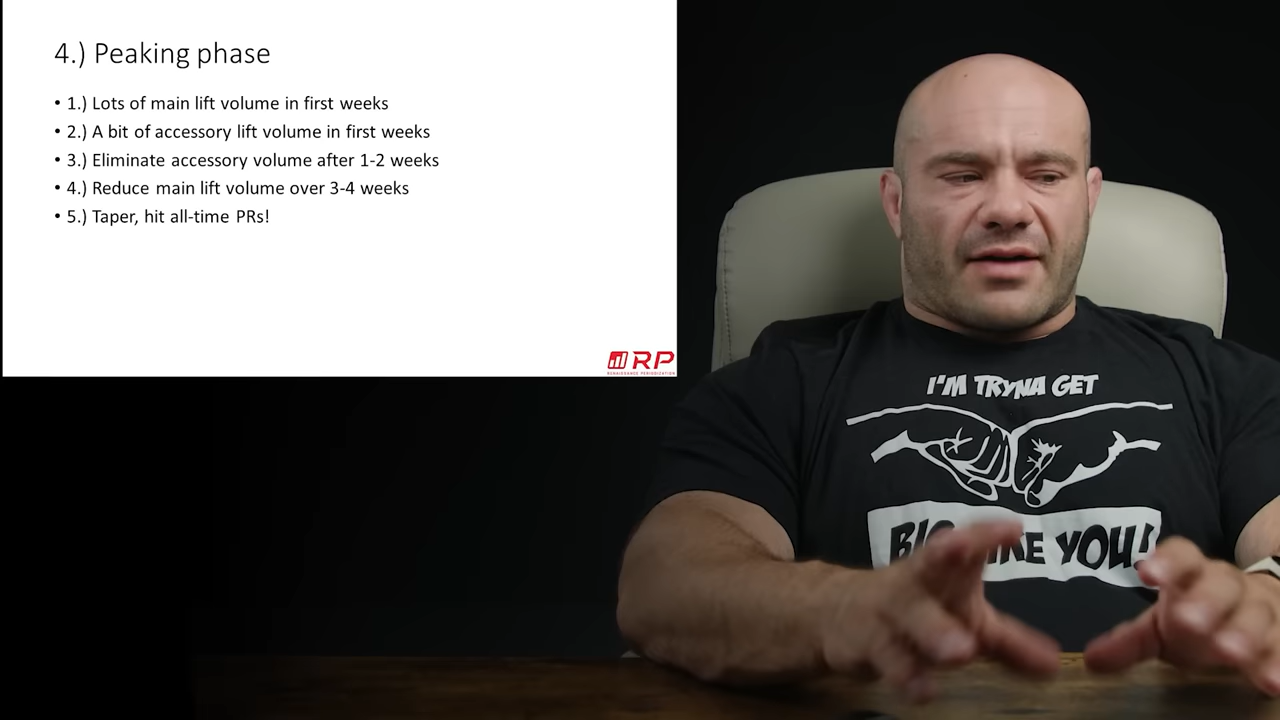 4.) Peaking phase
• 1.) Lots of main lift volume in first weeks
• 2.) A bit of accessory lift volume in first weeks
• 3.) Eliminate accessory volume after 1-2 weeks
• 4.) Reduce main lift volume over 3-4 weeks
• 5.) Taper, hit all-time PRs!
RP
RENAISSANCE PERIODIZATION
I'M TRYNA GET
YOU!